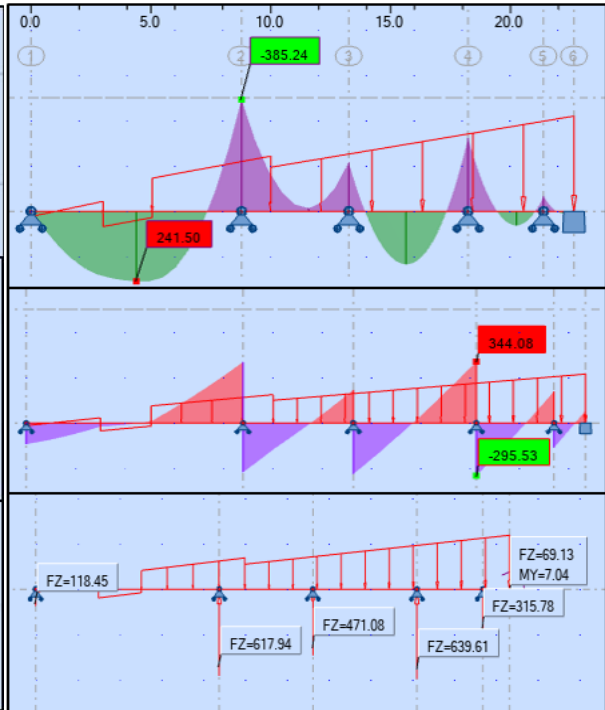 0.0 5.0 10.0 15.0 20.0
1 2 3 4 5 6
-385.24
241.50
344.08
-295.53
FZ=118.45
FZ=69.13
MY=7.04
FZ=315.78
FZ=471.08
FZ=617.94
FZ=639.61